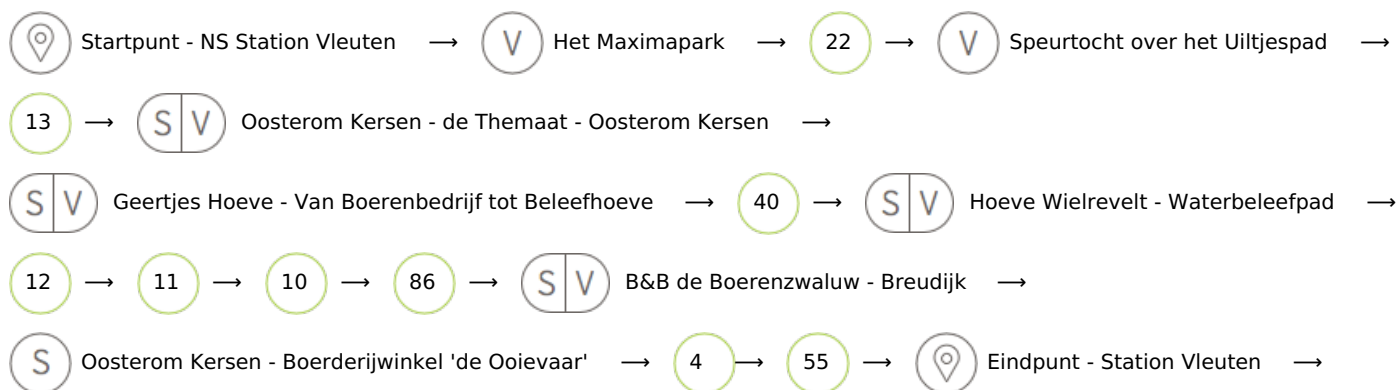 Startpunt - NS Station Vleuten → V Het Maximapark → 22 → V Speurtocht over het Uiltjespad →
13 → S V Oosterom Kersen - de Themaat - Oosterom Kersen →
S V Geertjes Hoeve - Van Boerenbedrijf tot Beleefhoeve → 40 → S V Hoeve Wielrevelt - Waterbeleefpad →
12 → 11 → 10 → 86 → S V B&B de Boerenzwaluw - Breudijk →
S Oosterom Kersen - Boerderijwinkel 'de Ooievaar' → 4 → 55 → Eindpunt - Station Vleuten →